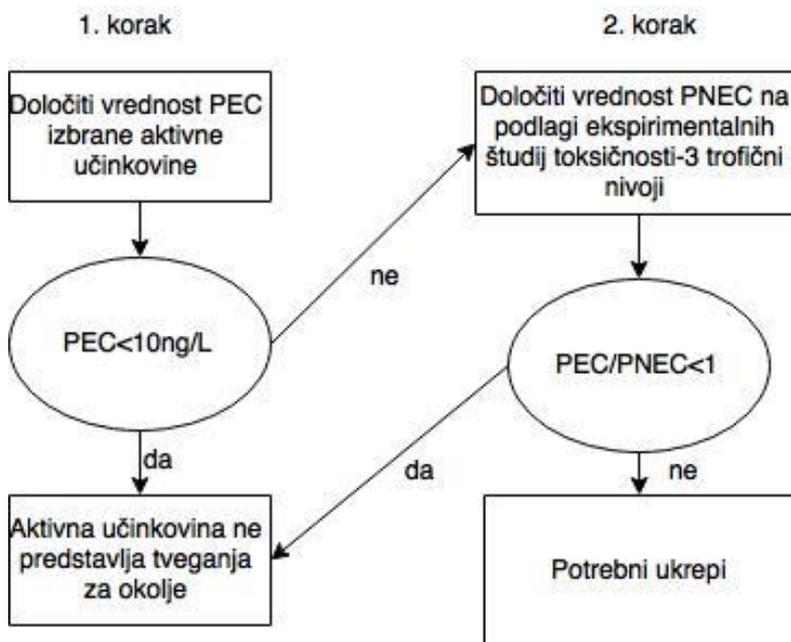 1. korak
Določiti vrednost PEC
izbrane aktivne
učinkovine
PEC<10ng/L
da
Aktivna učinkovina ne
predstavlja tveganja
za okolje
ne
2. korak
Določiti vrednost PNEC na
podlagi ekspirimentalnih
študij toksičnosti-3 trofični
nivoji
PEC/PNEC<1
da
ne
Potrebni ukrepi